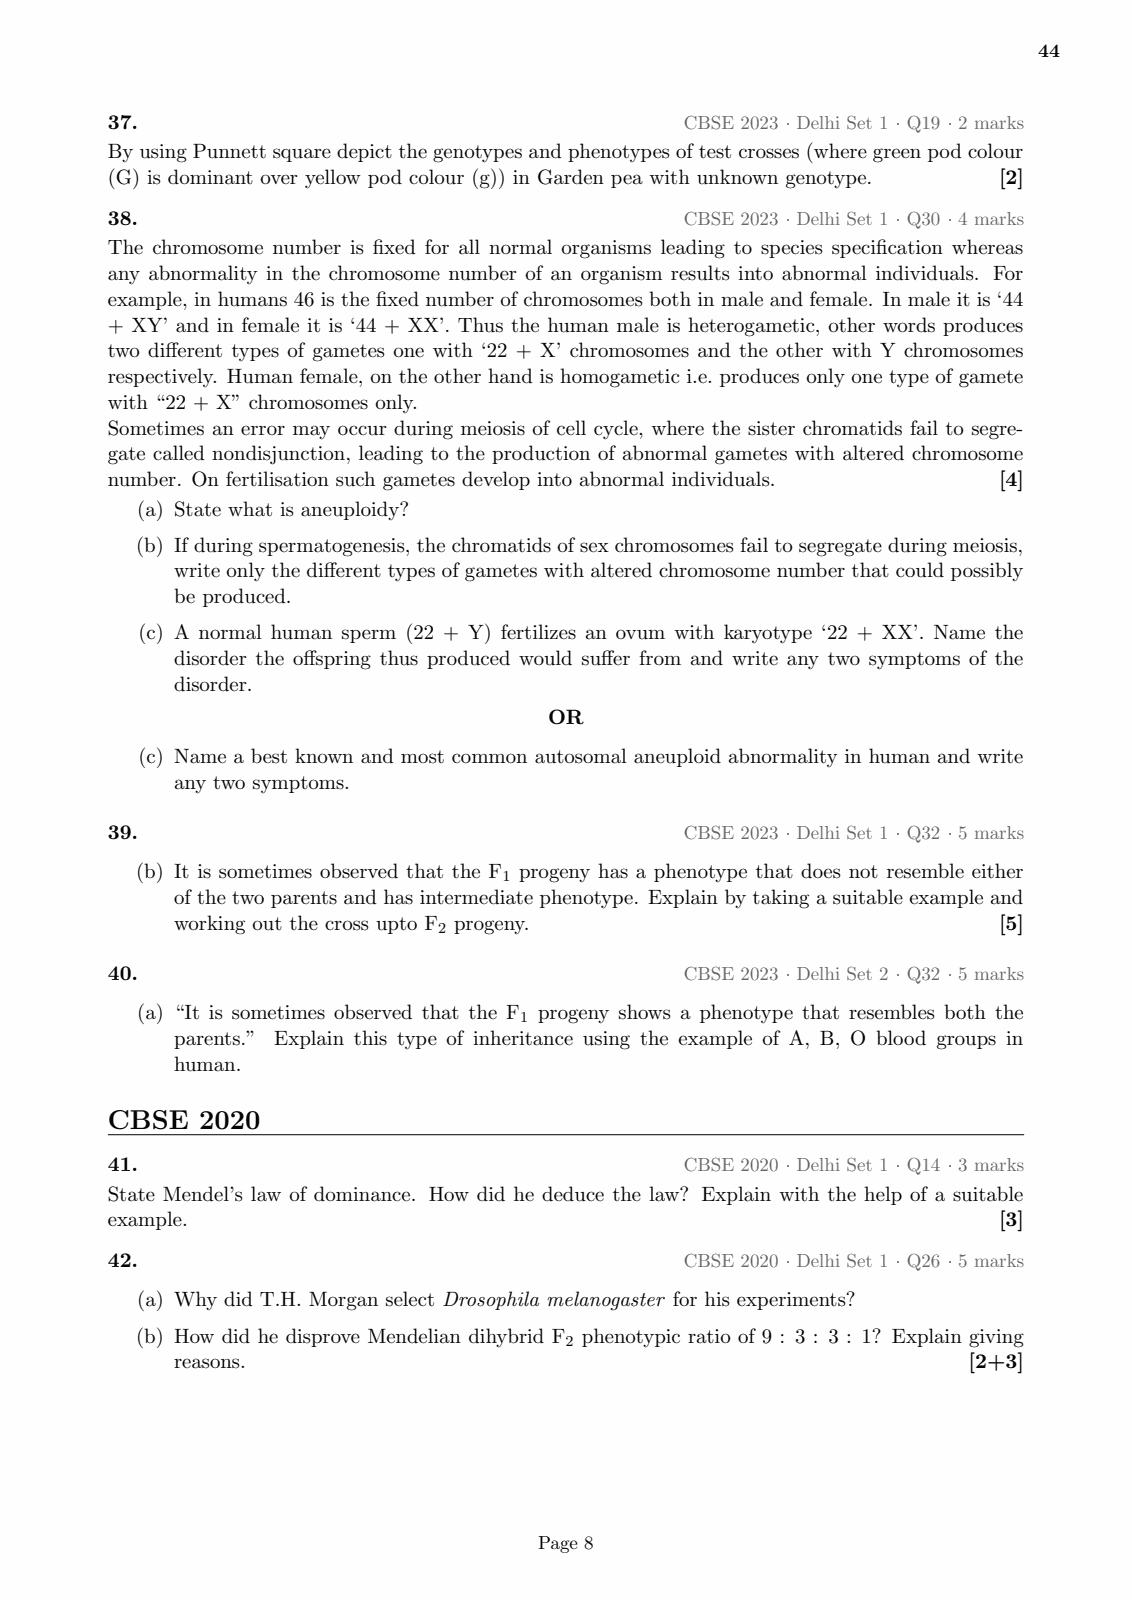 44
37.
CBSE 2023 · Delhi Set 1 · Q19 · 2 marks
By using Punnett square depict the genotypes and phenotypes of test crosses (where green pod colour
(G) is dominant over yellow pod colour (g)) in Garden pea with unknown genotype. [2]
38.
CBSE 2023 · Delhi Set 1 · Q30 · 4 marks
The chromosome number is fixed for all normal organisms leading to species specification whereas
any abnormality in the chromosome number of an organism results into abnormal individuals. For
example, in humans 46 is the fixed number of chromosomes both in male and female. In male it is ‘44
+ XY’ and in female it is ‘44 + XX’. Thus the human male is heterogametic, other words produces
two different types of gametes one with ‘22 + X’ chromosomes and the other with Y chromosomes
respectively. Human female, on the other hand is homogametic i.e. produces only one type of gamete
with “22 + X” chromosomes only.
Sometimes an error may occur during meiosis of cell cycle, where the sister chromatids fail to segre-
gate called nondisjunction, leading to the production of abnormal gametes with altered chromosome
number. On fertilisation such gametes develop into abnormal individuals. [4]
(a) State what is aneuploidy?
(b) If during spermatogenesis, the chromatids of sex chromosomes fail to segregate during meiosis,
write only the different types of gametes with altered chromosome number that could possibly
be produced.
(c) A normal human sperm (22 + Y) fertilizes an ovum with karyotype ‘22 + XX’. Name the
disorder the offspring thus produced would suffer from and write any two symptoms of the
disorder.
OR
(c) Name a best known and most common autosomal aneuploid abnormality in human and write
any two symptoms.
39.
CBSE 2023 · Delhi Set 1 · Q32 · 5 marks
(b) It is sometimes observed that the F₁ progeny has a phenotype that does not resemble either
of the two parents and has intermediate phenotype. Explain by taking a suitable example and
working out the cross upto F₂ progeny. [5]
40.
CBSE 2023 · Delhi Set 2 · Q32 · 5 marks
(a) “It is sometimes observed that the F₁ progeny shows a phenotype that resembles both the
parents.” Explain this type of inheritance using the example of A, B, O blood groups in
human.
CBSE 2020
41.
CBSE 2020 · Delhi Set 1 · Q14 · 3 marks
State Mendel’s law of dominance. How did he deduce the law? Explain with the help of a suitable
example. [3]
42.
CBSE 2020 · Delhi Set 1 · Q26 · 5 marks
(a) Why did T.H. Morgan select Drosophila melanogaster for his experiments?
(b) How did he disprove Mendelian dihybrid F₂ phenotypic ratio of 9 : 3 : 3 : 1? Explain giving
reasons. [2+3]
Page 8